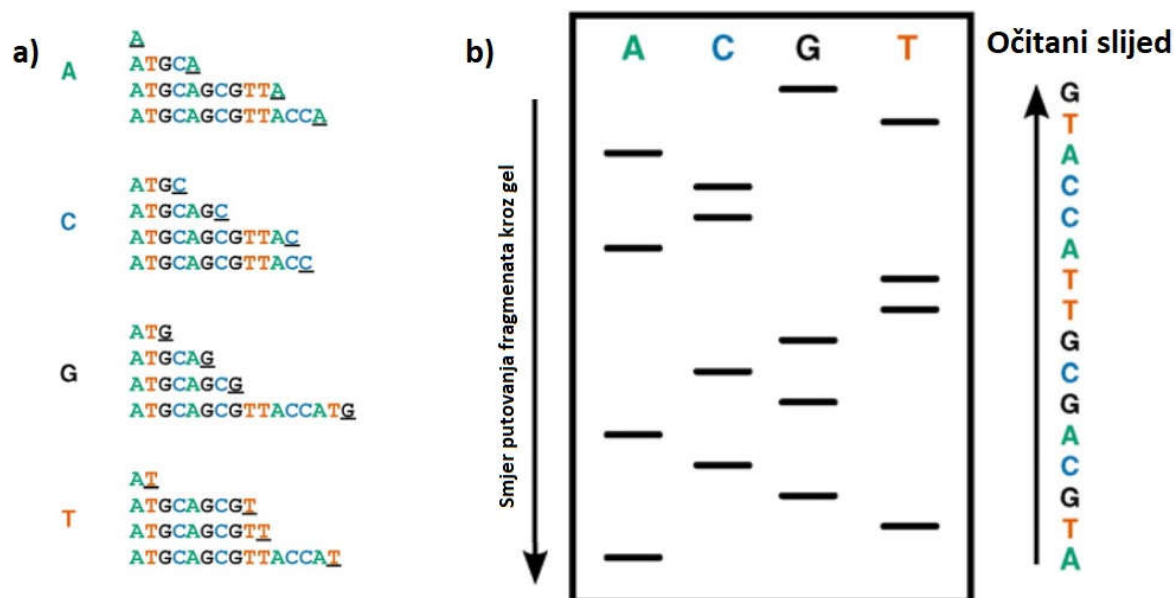 a)
A
A
ATGCA
ATGCAGCGTTA
ATGCAGCGTTACCA
C
ATGC
ATGCAGC
ATGCAGCGTTAC
ATGCAGCGTTACC
G
ATG
ATGCAG
ATGCAGCG
ATGCAGCGTTACCATG
T
AT
ATGCAGCGT
ATGCAGCGTT
ATGCAGCGTTACCAT
b)
Smjer putovanja fragmenata kroz gel
A C G T
Očitani slijed
G
T
A
C
C
A
T
T
G
C
G
A
C
G
T
A